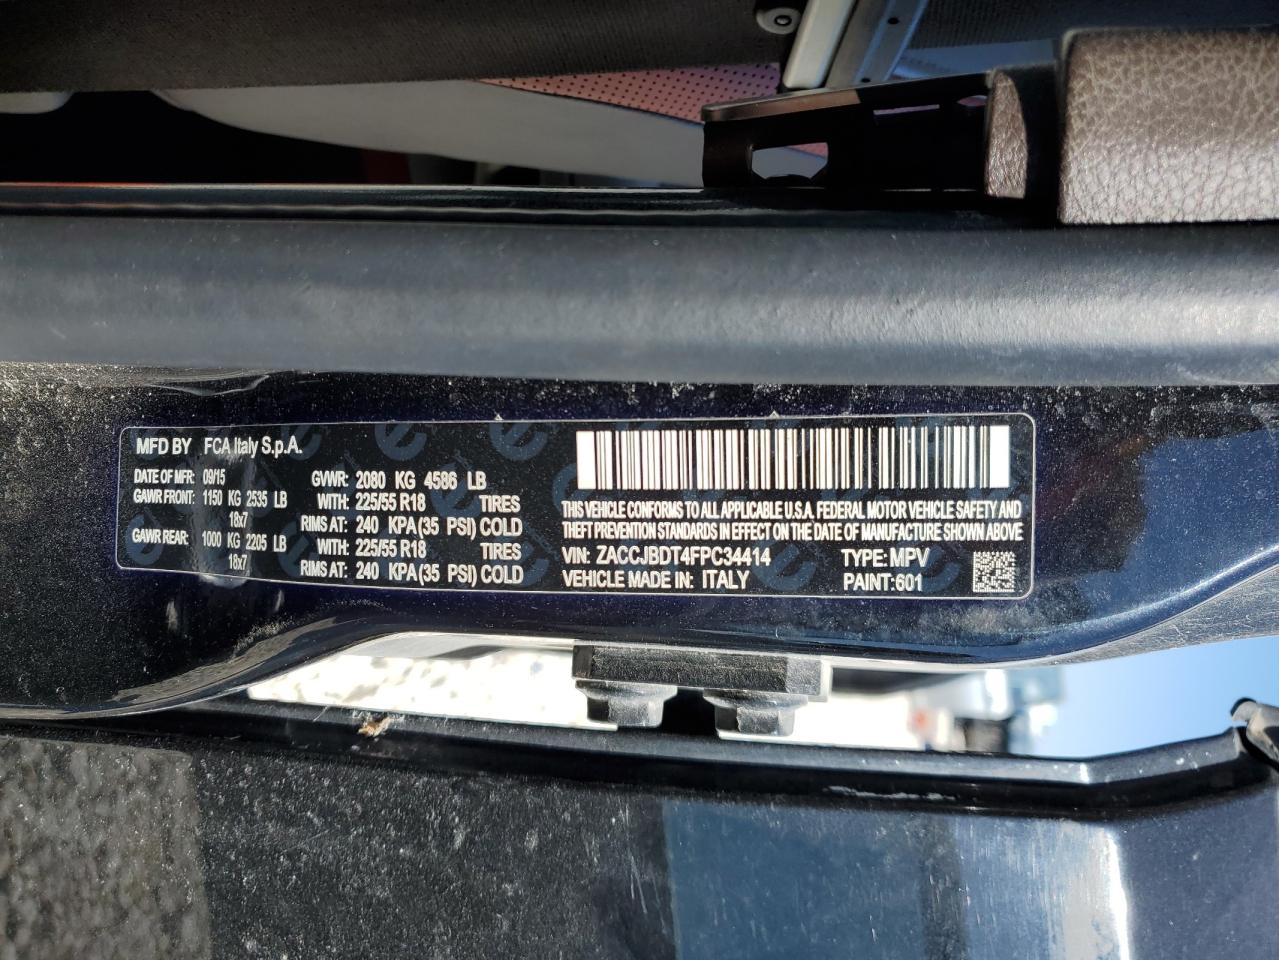 MFD BY FCA Italy S.p.A.
DATE OF MFR: 09/15 GVWR: 2080 KG 4586 LB
GAWR FRONT: 1150 KG 2535 LB WITH: 225/55 R18 TIRES
18x7 RIMS AT: 240 KPA(35 PSI) COLD
GAWR REAR: 1000 KG 2205 LB WITH: 225/55 R18 TIRES
18x7 RIMS AT: 240 KPA(35 PSI) COLD
THIS VEHICLE CONFORMS TO ALL APPLICABLE U.S.A. FEDERAL MOTOR VEHICLE SAFETY AND
THEFT PREVENTION STANDARDS IN EFFECT ON THE DATE OF MANUFACTURE SHOWN ABOVE
VIN: ZACCJBDT4FPC34414 TYPE: MPV
VEHICLE MADE IN: ITALY PAINT:601